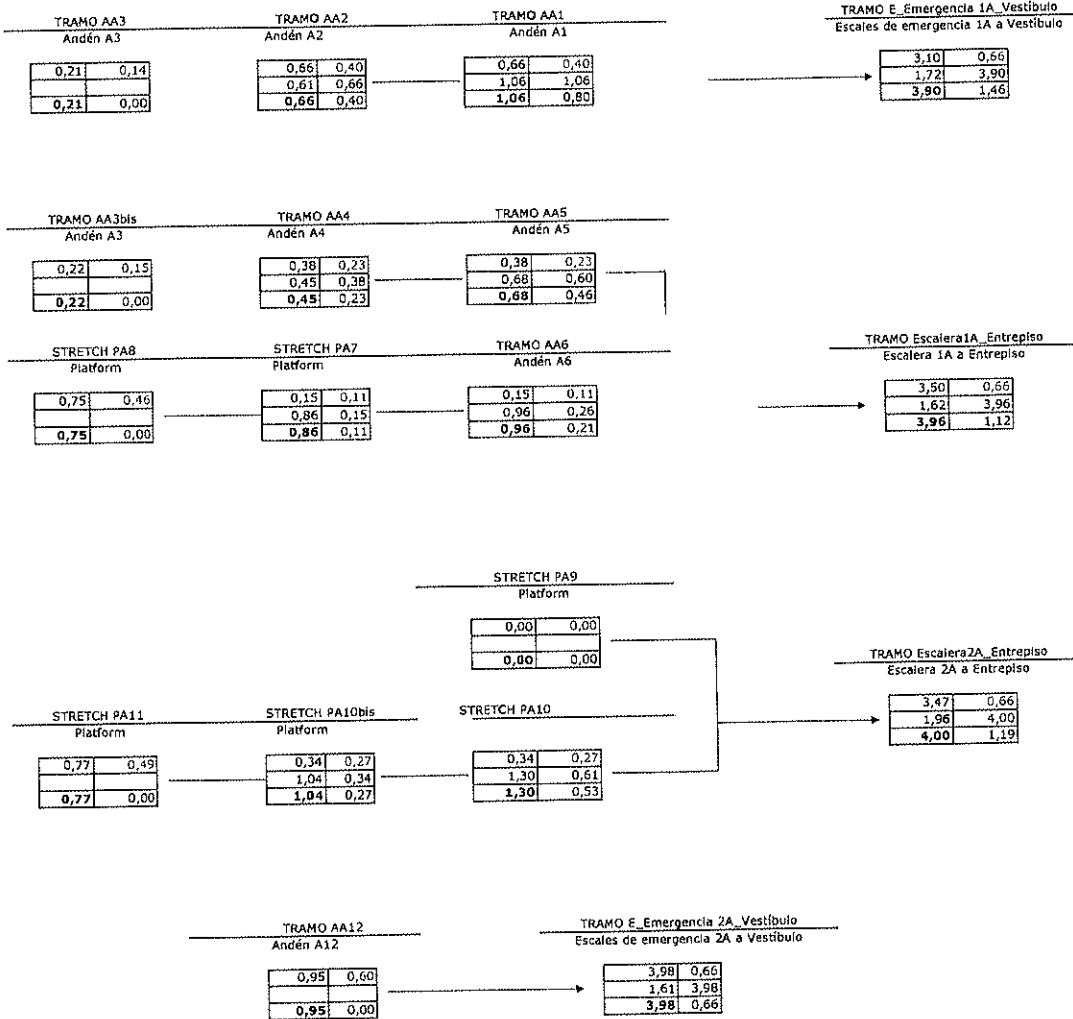 TRAMO AA3 TRAMO AA2 TRAMO AA1 TRAMO E_Emergencia 1A_Vestíbulo
Andén A3 Andén A2 Andén A1 Escales de emergencia 1A a Vestíbulo
0,21 0,14 0,66 0,40 0,66 0,40 3,10 0,66
0,61 0,66 1,06 1,06 1,72 3,90
0,21 0,00 0,66 0,40 1,06 0,80 3,90 1,46
TRAMO AA3bis TRAMO AA4 TRAMO AA5
Andén A3 Andén A4 Andén A5
0,22 0,15 0,38 0,23 0,38 0,23
0,45 0,38 0,68 0,60
0,22 0,00 0,45 0,23 0,68 0,46
STRETCH PA8 STRETCH PA7 TRAMO AA6 TRAMO Escalera1A_Entrepiso
Platform Platform Andén A6 Escalera 1A a Entrepiso
0,75 0,46 0,15 0,11 0,15 0,11 3,50 0,66
0,86 0,15 0,96 0,26 1,62 3,96
0,75 0,00 0,86 0,11 0,96 0,21 3,96 1,12
STRETCH PA9
Platform
0,00 0,00
0,00 0,00
TRAMO Escalera2A_Entrepiso
Escalera 2A a Entrepiso
3,47 0,66
1,96 4,00
4,00 1,19
STRETCH PA11 STRETCH PA10bis STRETCH PA10
Platform Platform
0,77 0,49 0,34 0,27 0,34 0,27
1,04 0,34 1,30 0,61
0,77 0,00 1,04 0,27 1,30 0,53
TRAMO AA12 TRAMO E_Emergencia 2A_Vestíbulo
Andén A12 Escales de emergencia 2A a Vestíbulo
0,95 0,60 3,98 0,66
1,61 3,98
0,95 0,00 3,98 0,66